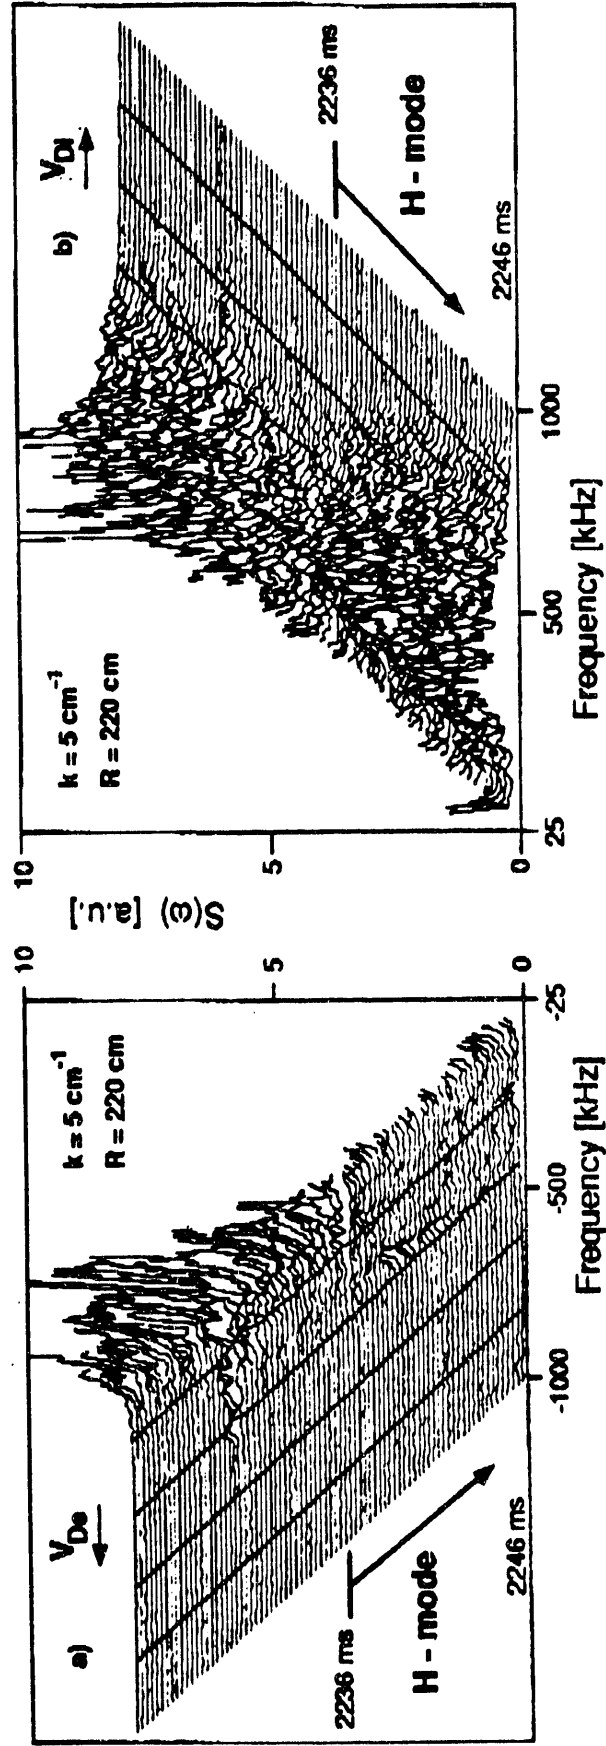 a)
V_De
k = 5 cm⁻¹
R = 220 cm
2236 ms
H - mode
2246 ms
10
5
0
-1000
-500
-25
Frequency [kHz]
S(ω) [a.u.]
b)
V_DI
k = 5 cm⁻¹
R = 220 cm
2236 ms
H - mode
2246 ms
10
5
0
25
500
1000
Frequency [kHz]